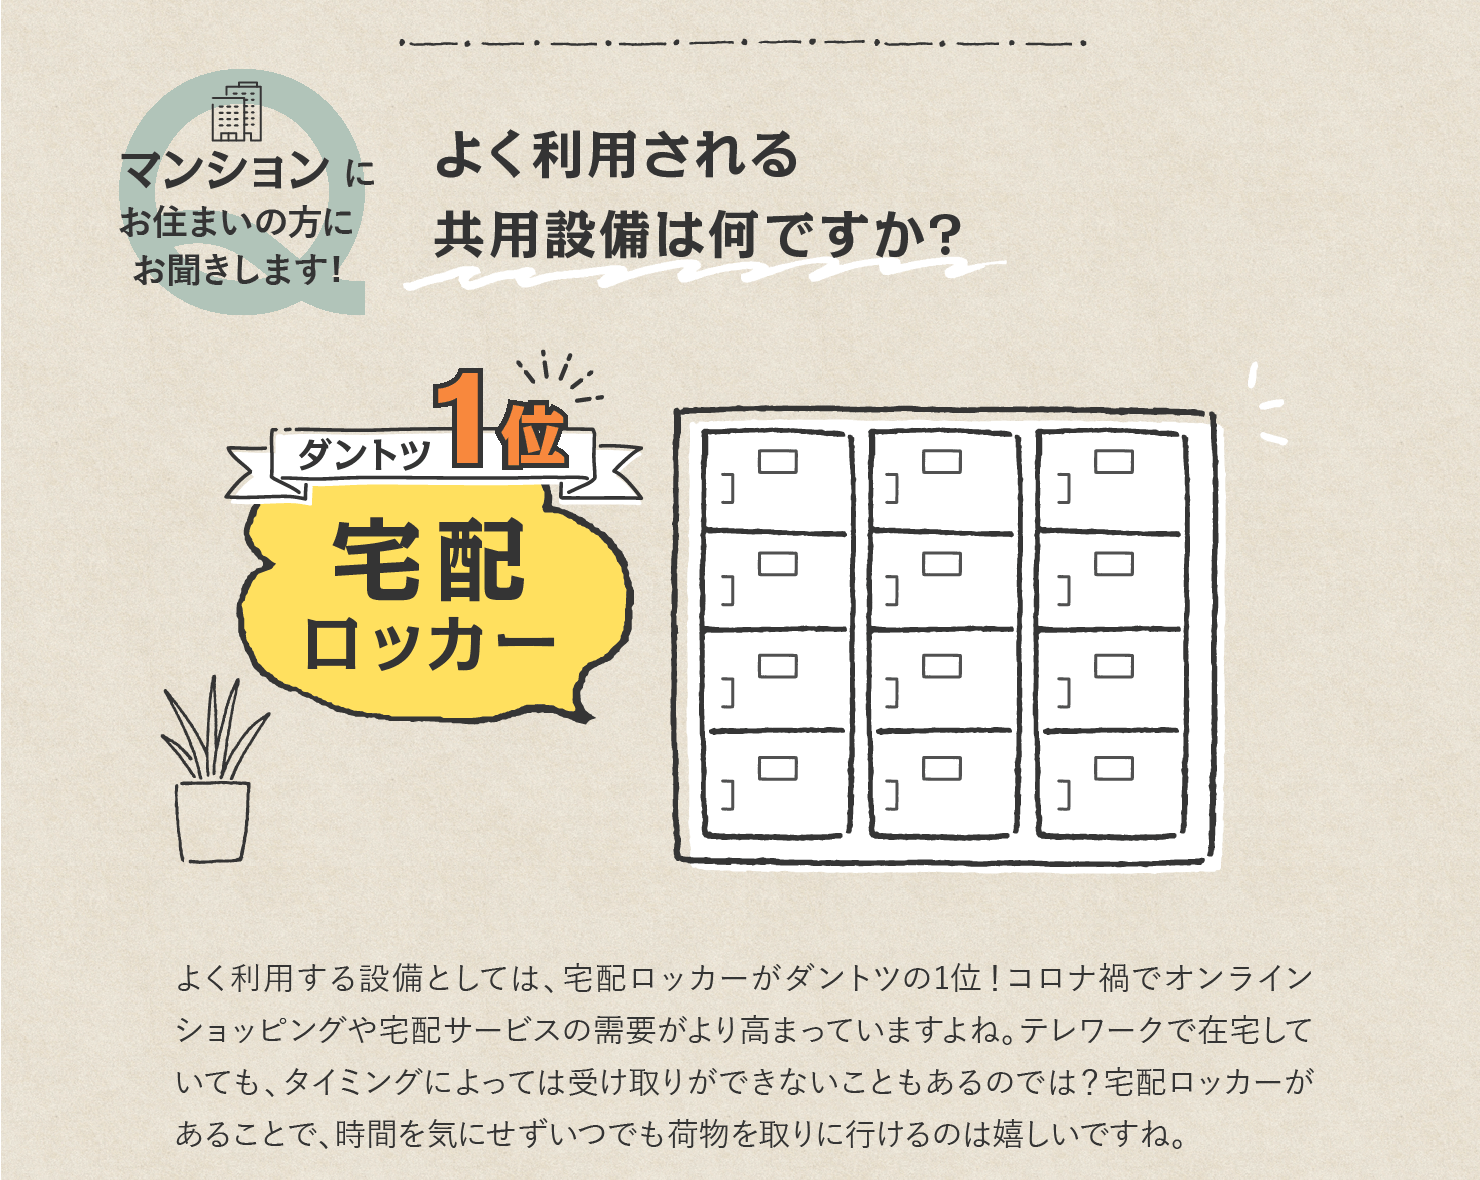 マンションに
お住まいの方に
お聞きします!
よく利用される
共用設備は何ですか?
ダントツ1位
宅配
ロッカー
よく利用する設備としては、宅配ロッカーがダントツの1位！コロナ禍でオンライン
ショッピングや宅配サービスの需要がより高まっていますよね。テレワークで在宅して
いても、タイミングによっては受け取りができないこともあるのでは？宅配ロッカーが
あることで、時間を気にせずいつでも荷物を取りに行けるのは嬉しいですね。